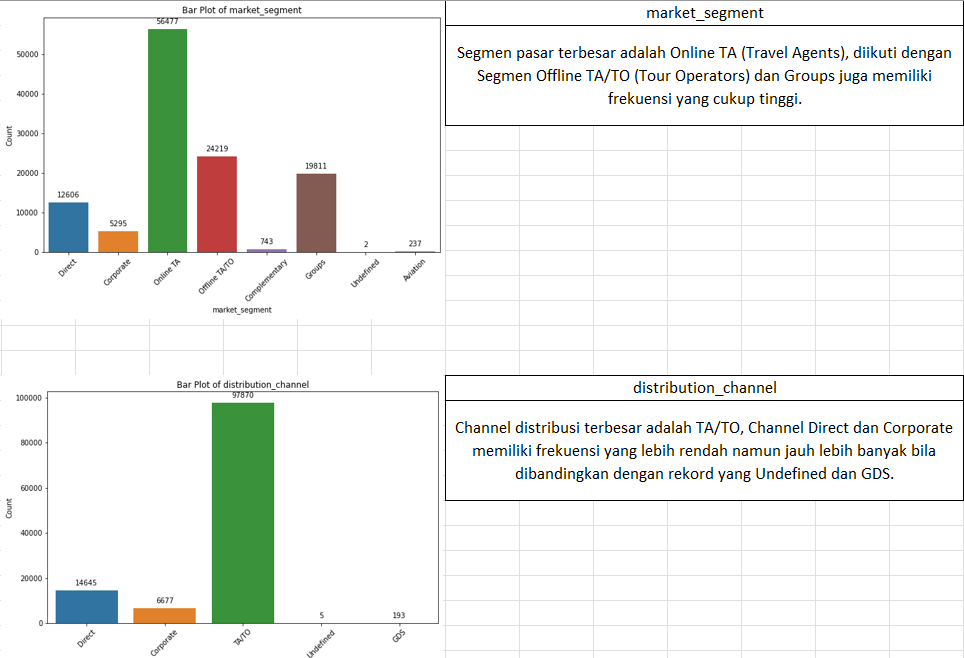 Bar Plot of market_segment
56477
50000
40000
30000
20000
10000
0
Count
12606
5295
24219
743
19811
2
237
Direct
Corporate
Online TA
Offline TA/TO
Complementary
Groups
Undefined
Aviation
market_segment
market_segment
Segmen pasar terbesar adalah Online TA (Travel Agents), diikuti dengan
Segmen Offline TA/TO (Tour Operators) dan Groups juga memiliki
frekuensi yang cukup tinggi.
Bar Plot of distribution_channel
97870
100000
80000
60000
40000
20000
0
Count
14645
6677
5
193
Direct
Corporate
TA/TO
Undefined
GDS
distribution_channel
Channel distribusi terbesar adalah TA/TO, Channel Direct dan Corporate
memiliki frekuensi yang lebih rendah namun jauh lebih banyak bila
dibandingkan dengan rekord yang Undefined dan GDS.